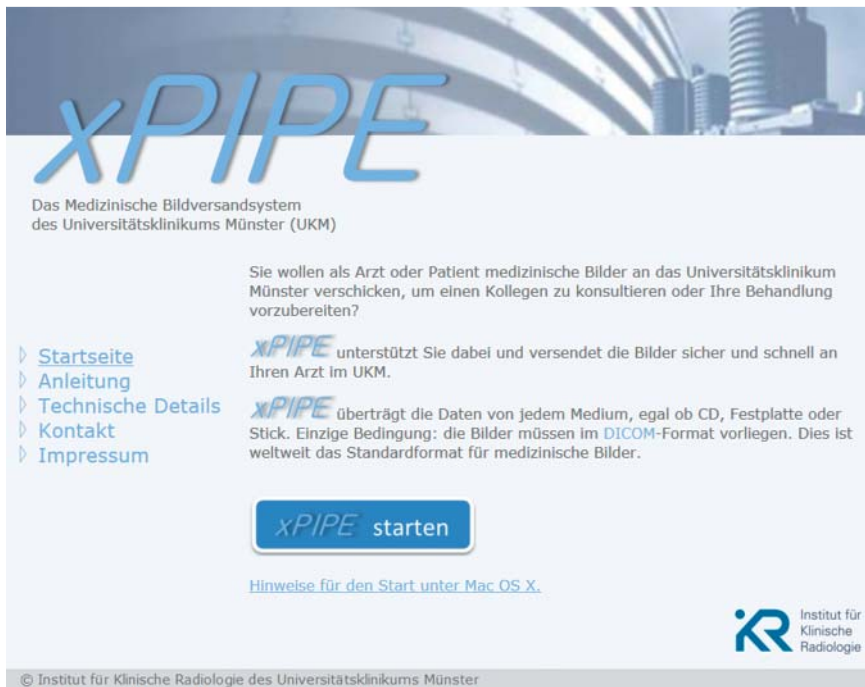 xPIPE
Das Medizinische Bildversandsystem
des Universitätsklinikums Münster (UKM)
Startseite
Anleitung
Technische Details
Kontakt
Impressum
Sie wollen als Arzt oder Patient medizinische Bilder an das Universitätsklinikum
Münster verschicken, um einen Kollegen zu konsultieren oder Ihre Behandlung
vorzubereiten?
xPIPE unterstützt Sie dabei und versendet die Bilder sicher und schnell an
Ihren Arzt im UKM.
xPIPE überträgt die Daten von jedem Medium, egal ob CD, Festplatte oder
Stick. Einzige Bedingung: die Bilder müssen im DICOM-Format vorliegen. Dies ist
weltweit das Standardformat für medizinische Bilder.
xPIPE starten
Hinweise für den Start unter Mac OS X.
iKR
Institut für
Klinische
Radiologie
© Institut für Klinische Radiologie des Universitätsklinikums Münster